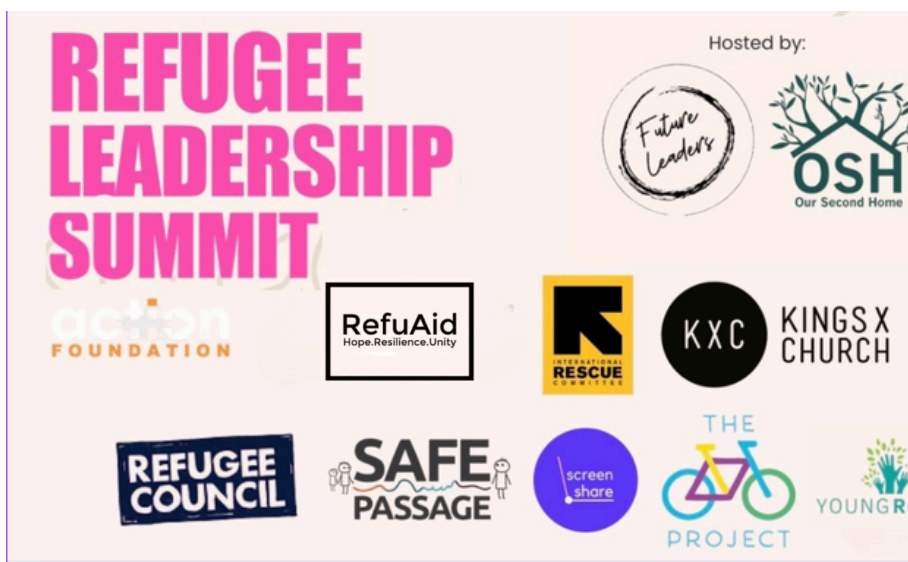 REFUGEE
LEADERSHIP
SUMMIT
Hosted by:
Future
Leaders
OSH
Our Second Home
action
FOUNDATION
RefuAid
Hope.Resilience.Unity
INTERNATIONAL
RESCUE
COMMITTEE
KXC
KINGS X
CHURCH
REFUGEE
COUNCIL
SAFE
PASSAGE
screen
share
THE
PROJECT
YOUNG